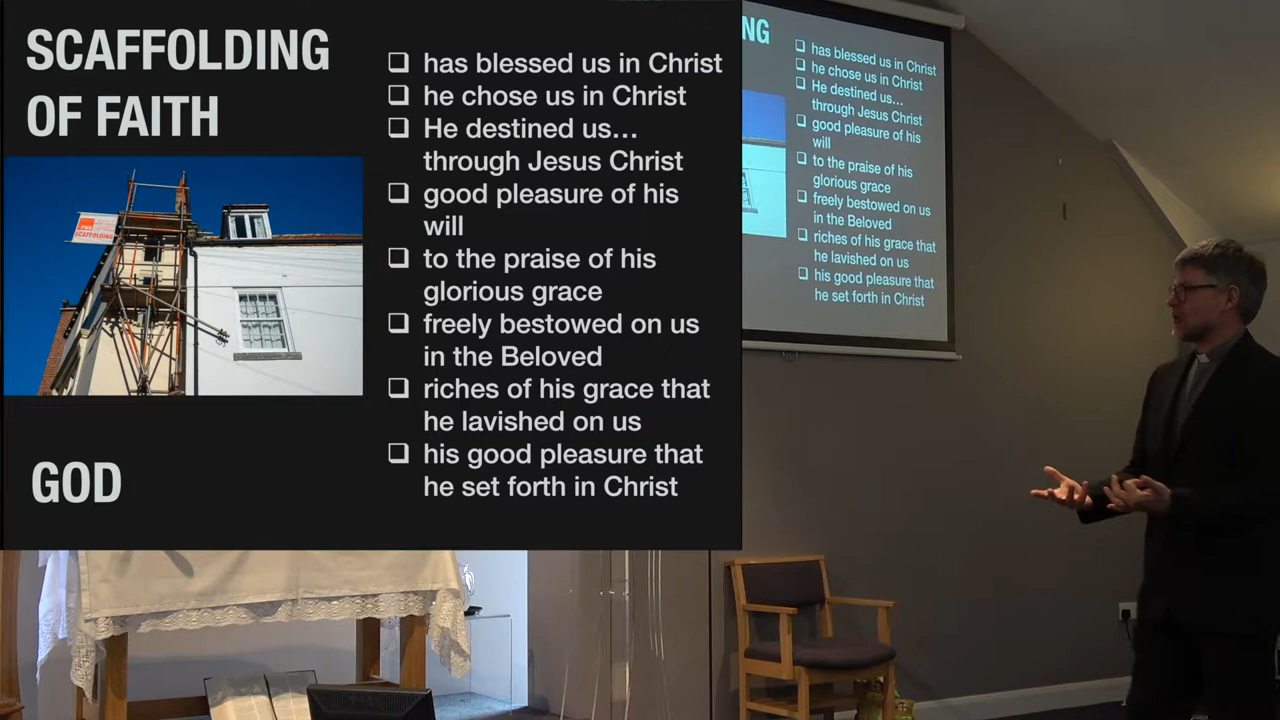 SCAFFOLDING
OF FAITH
❑ has blessed us in Christ
❑ he chose us in Christ
❑ He destined us…
through Jesus Christ
❑ good pleasure of his
will
❑ to the praise of his
glorious grace
❑ freely bestowed on us
in the Beloved
❑ riches of his grace that
he lavished on us
❑ his good pleasure that
he set forth in Christ
GOD
SCAFFOLDING
NG
❑ has blessed us in Christ
❑ he chose us in Christ
❑ He destined us…
through Jesus Christ
❑ good pleasure of his
will
❑ to the praise of his
glorious grace
❑ freely bestowed on us
in the Beloved
❑ riches of his grace that
he lavished on us
❑ his good pleasure that
he set forth in Christ